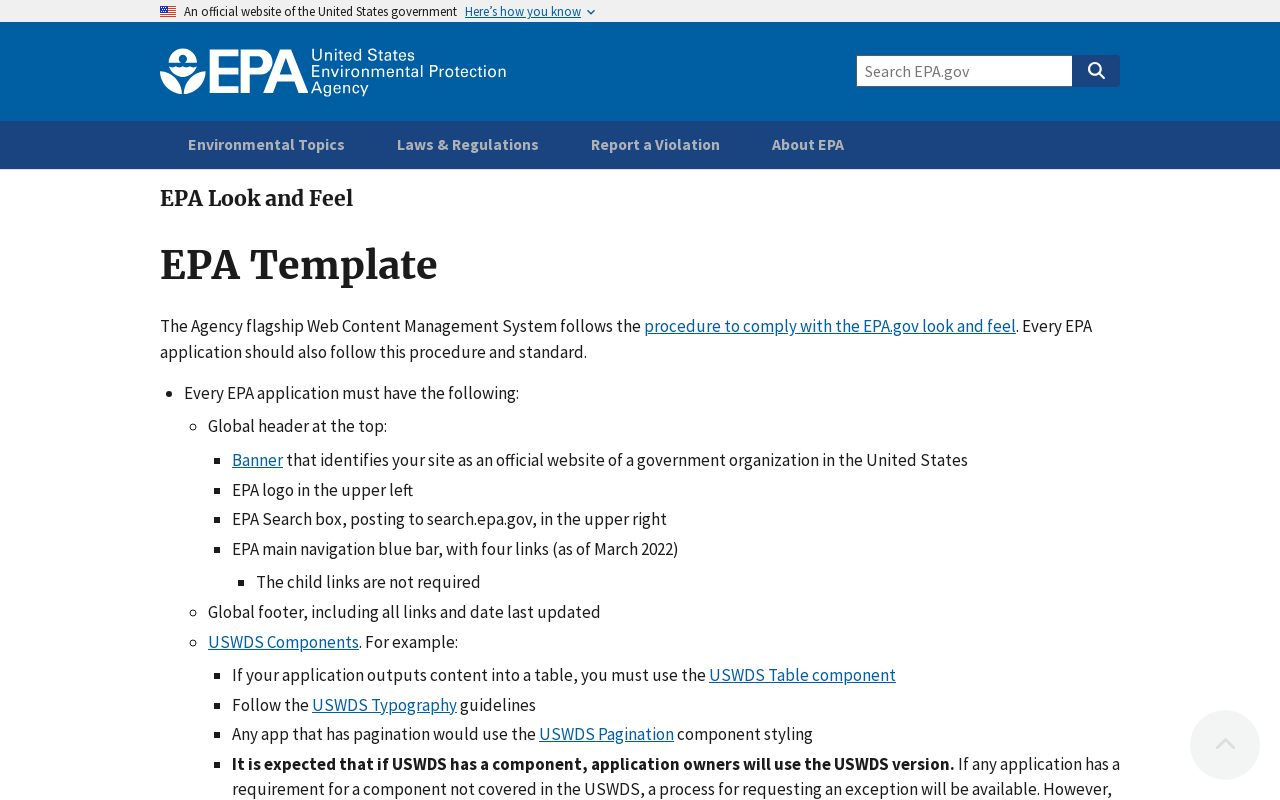 An official website of the United States government Here's how you know
EPA United States
Environmental Protection
Agency
Search EPA.gov
Environmental Topics Laws & Regulations Report a Violation About EPA
EPA Look and Feel
EPA Template
The Agency flagship Web Content Management System follows the procedure to comply with the EPA.gov look and feel. Every EPA
application should also follow this procedure and standard.
Every EPA application must have the following:
Global header at the top:
Banner that identifies your site as an official website of a government organization in the United States
EPA logo in the upper left
EPA Search box, posting to search.epa.gov, in the upper right
EPA main navigation blue bar, with four links (as of March 2022)
The child links are not required
Global footer, including all links and date last updated
USWDS Components. For example:
If your application outputs content into a table, you must use the USWDS Table component
Follow the USWDS Typography guidelines
Any app that has pagination would use the USWDS Pagination component styling
It is expected that if USWDS has a component, application owners will use the USWDS version. If any application has a
requirement for a component not covered in the USWDS, a process for requesting an exception will be available. However,